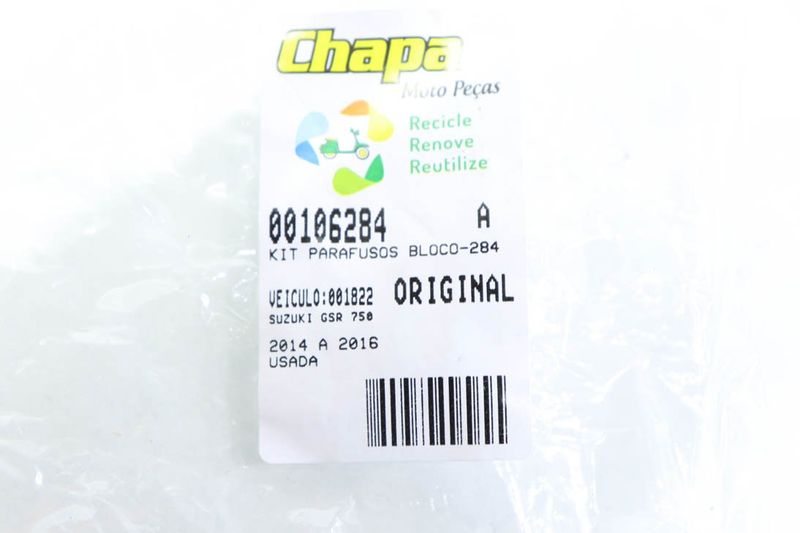 Chapa
Moto Peças
Recicle
Renove
Reutilize
00106284 A
KIT PARAFUSOS BLOCO-284
VEICULO:001822 ORIGINAL
SUZUKI GSR 750
2014 A 2016
USADA